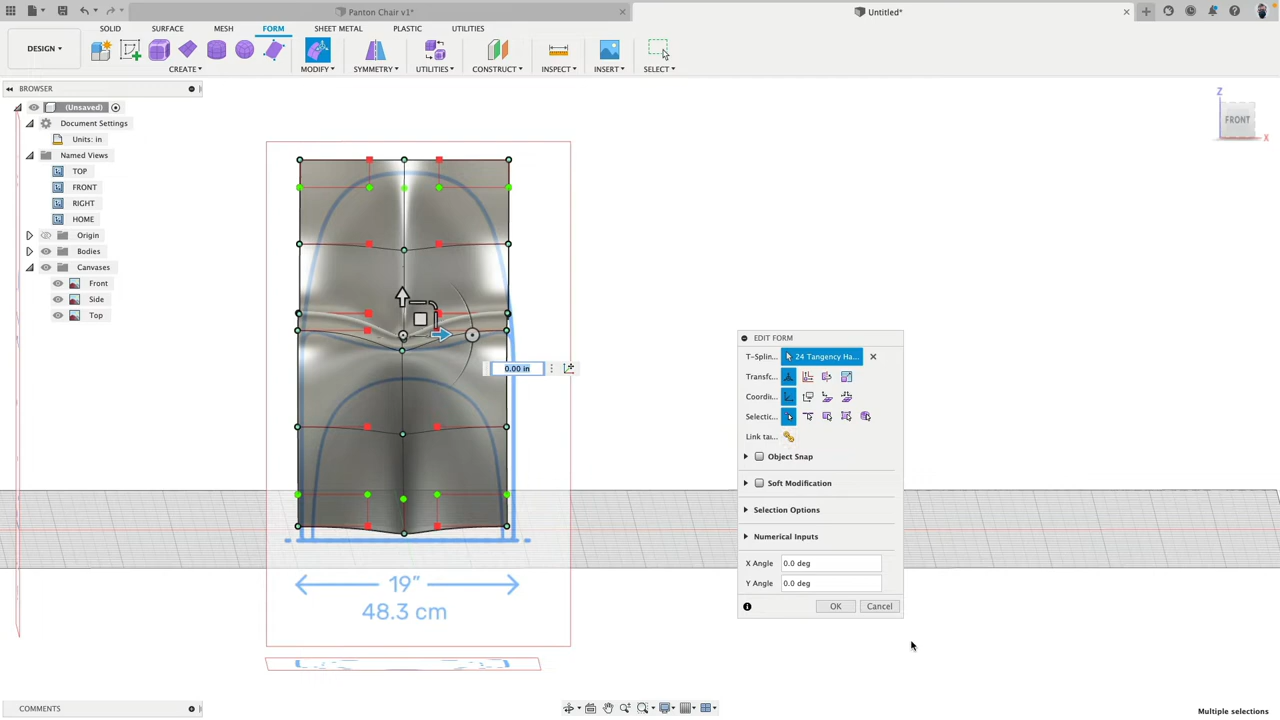 Panton Chair v1*
Untitled*
SOLID SURFACE MESH FORM SHEET METAL PLASTIC UTILITIES
DESIGN
CREATE MODIFY SYMMETRY UTILITIES CONSTRUCT INSPECT INSERT SELECT
BROWSER
(Unsaved)
Document Settings
Units: in
Named Views
TOP
FRONT
RIGHT
HOME
Origin
Bodies
Canvases
Front
Side
Top
Z
FRONT
X
0.00 in
EDIT FORM
T-Splin... 24 Tangency Ha...
Transfc...
Coordi...
Selectic...
Link ta...
Object Snap
Soft Modification
Selection Options
Numerical Inputs
X Angle 0.0 deg
Y Angle 0.0 deg
OK Cancel
19”
48.3 cm
COMMENTS
Multiple selections